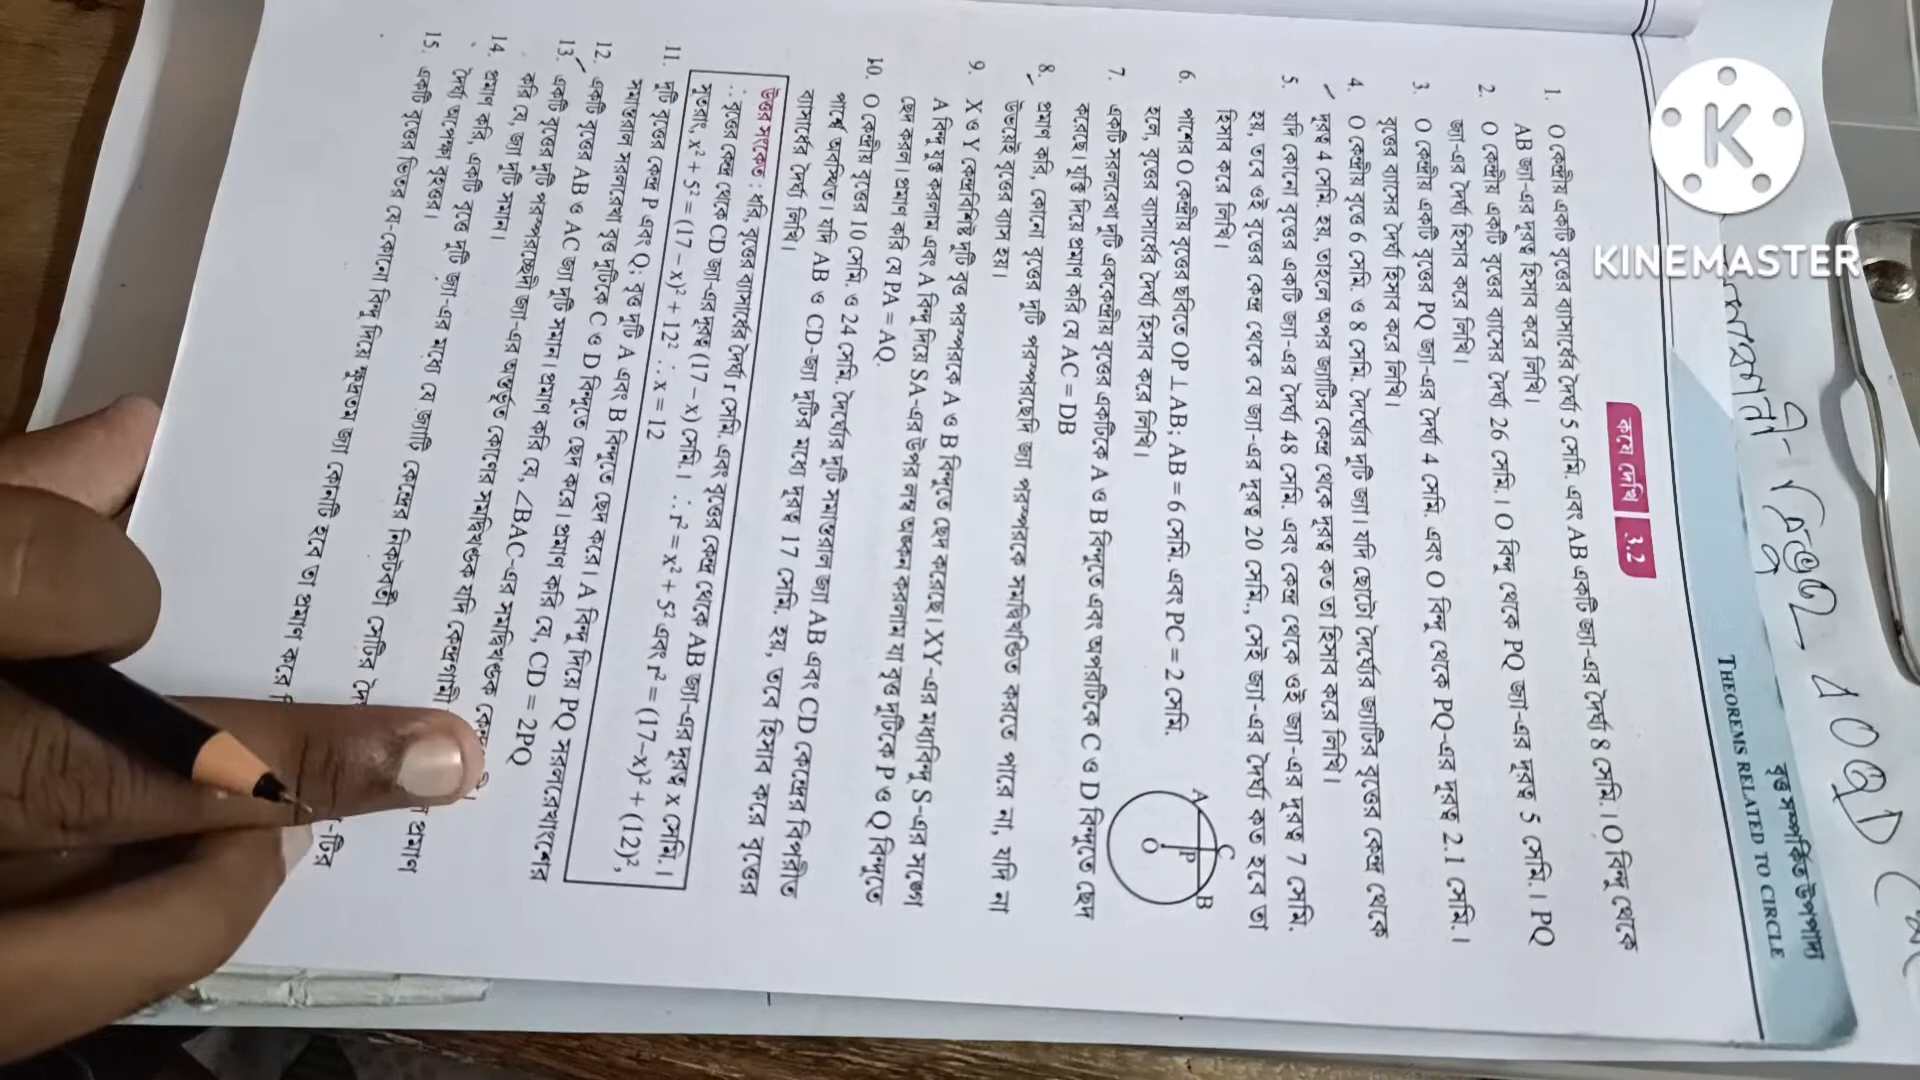 KINEMASTER
বৃত্ত সম্পর্কিত উপপাদ্য
THEOREMS RELATED TO CIRCLE
কষে দেখি 3.2
1. O কেন্দ্রীয় একটি বৃত্তের ব্যাসার্ধের দৈর্ঘ্য 5 সেমি. এবং AB একটি জ্যা-এর দৈর্ঘ্য 8 সেমি.। O বিন্দু থেকে
AB জ্যা-এর দূরত্ব হিসাব করে লিখি।
2. O কেন্দ্রীয় একটি বৃত্তের ব্যাসের দৈর্ঘ্য 26 সেমি.। O বিন্দু থেকে PQ জ্যা-এর দূরত্ব 5 সেমি.। PQ
জ্যা-এর দৈর্ঘ্য হিসাব করে লিখি।
3. O কেন্দ্রীয় একটি বৃত্তের PQ জ্যা-এর দৈর্ঘ্য 4 সেমি. এবং O বিন্দু থেকে PQ-এর দূরত্ব 2.1 সেমি.।
বৃত্তের ব্যাসের দৈর্ঘ্য হিসাব করে লিখি।
4. O কেন্দ্রীয় বৃত্তে 6 সেমি. ও 8 সেমি. দৈর্ঘ্যের দুটি জ্যা। যদি ছোটো দৈর্ঘ্যের জ্যাটির বৃত্তের কেন্দ্র থেকে
দূরত্ব 4 সেমি. হয়, তাহলে অপর জ্যাটির কেন্দ্র থেকে দূরত্ব কত তা হিসাব করে লিখি।
5. যদি কোনো বৃত্তের একটি জ্যা-এর দৈর্ঘ্য 48 সেমি. এবং কেন্দ্র থেকে ওই জ্যা-এর দূরত্ব 7 সেমি.
হয়, তবে ওই বৃত্তের কেন্দ্র থেকে যে জ্যা-এর দূরত্ব 20 সেমি., সেই জ্যা-এর দৈর্ঘ্য কত হবে তা
হিসাব করে লিখি।
6. পাশের O কেন্দ্রীয় বৃত্তের ছবিতে OP ⊥ AB; AB = 6 সেমি. এবং PC = 2 সেমি.
হলে, বৃত্তের ব্যাসার্ধের দৈর্ঘ্য হিসাব করে লিখি।
A C B P O
7. একটি সরলরেখা দুটি এককেন্দ্রীয় বৃত্তের একটিকে A ও B বিন্দুতে এবং অপরটিকে C ও D বিন্দুতে ছেদ
করেছে। যুক্তি দিয়ে প্রমাণ করি যে AC = DB
8. প্রমাণ করি, কোনো বৃত্তের দুটি পরস্পরছেদি জ্যা পরস্পরকে সমদ্বিখণ্ডিত করতে পারে না, যদি না
উভয়েই বৃত্তের ব্যাস হয়।
9. X ও Y কেন্দ্রবিশিষ্ট দুটি বৃত্ত পরস্পরকে A ও B বিন্দুতে ছেদ করেছে। XY-এর মধ্যবিন্দু S-এর সঙ্গে
A বিন্দু যুক্ত করলাম এবং A বিন্দু দিয়ে SA-এর উপর লম্ব অঙ্কন করলাম যা বৃত্ত দুটিকে P ও Q বিন্দুতে
ছেদ করল। প্রমাণ করি যে PA = AQ.
10. O কেন্দ্রীয় বৃত্তের 10 সেমি. ও 24 সেমি. দৈর্ঘ্যের দুটি সমান্তরাল জ্যা AB এবং CD কেন্দ্রের বিপরীত
পার্শ্বে অবস্থিত। যদি AB ও CD-জ্যা দুটির মধ্যে দূরত্ব 17 সেমি. হয়, তবে হিসাব করে বৃত্তের
ব্যাসার্ধের দৈর্ঘ্য লিখি।
উত্তর সংকেত : ধরি, বৃত্তের ব্যাসার্ধের দৈর্ঘ্য r সেমি. এবং বৃত্তের কেন্দ্র থেকে AB জ্যা-এর দূরত্ব x সেমি.।
∴ বৃত্তের কেন্দ্র থেকে CD জ্যা-এর দূরত্ব (17 – x) সেমি.। ∴ r² = x² + 5² এবং r² = (17–x)² + (12)²,
সুতরাং, x² + 5² = (17 – x)² + 12² ∴ x = 12
11. দুটি বৃত্তের কেন্দ্র P এবং Q; বৃত্ত দুটি A এবং B বিন্দুতে ছেদ করে। A বিন্দু দিয়ে PQ সরলরেখাংশের
সমান্তরাল সরলরেখা বৃত্ত দুটিকে C ও D বিন্দুতে ছেদ করে। প্রমাণ করি যে, CD = 2PQ
12. একটি বৃত্তের AB ও AC জ্যা দুটি সমান। প্রমাণ করি যে, ∠BAC-এর সমদ্বিখণ্ডক
13. একটি বৃত্তের দুটি পরস্পরচ্ছেদী জ্যা-এর অন্তর্ভূত কোণের সমদ্বিখণ্ডক যদি কেন্দ্রগামী প্রমাণ
করি যে, জ্যা দুটি সমান।
14. প্রমাণ করি, একটি বৃত্তে দুটি জ্যা-এর মধ্যে যে জ্যাটি কেন্দ্রের নিকটবর্তী সেটির
দৈর্ঘ্য অপেক্ষা বৃহত্তর।
15. একটি বৃত্তের ভিতর যে-কোনো বিন্দু দিয়ে ক্ষুদ্রতম জ্যা কোনটি হবে তা প্রমাণ করে